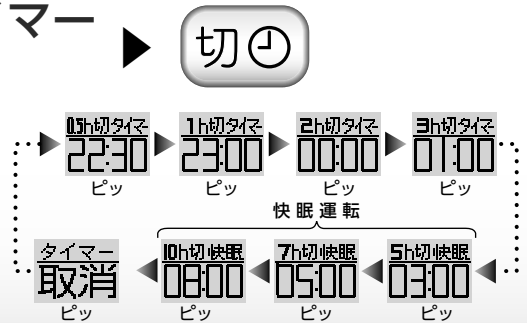 イマー
切
0.5h切タイマー 1h切タイマー 2h切タイマー 3h切タイマー
22:30 23:00 00:00 01:00
ピッ ピッ ピッ ピッ
快眠運転
タイマー 10h切快眠 7h切快眠 5h切快眠
取消 08:00 05:00 03:00
ピッ ピッ ピッ ピッ